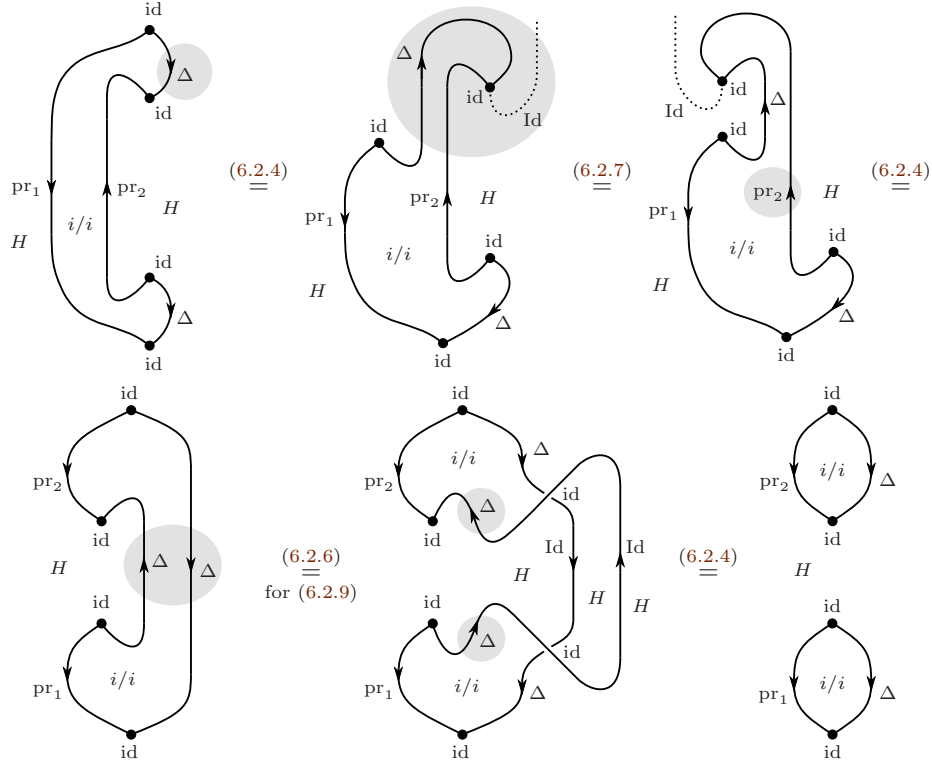 id id
Δ Δ Id id Id
id id id Δ
(6.2.4) = (6.2.7) = (6.2.4) =
pr₁ pr₂ H pr₁ pr₂ H pr₁ pr₂ H
H i/i i/i i/i
id H id H id
Δ Δ Δ
id id id
id id id
pr₂ Δ i/i pr₂ i/i Δ pr₂ i/i Δ
id id Δ id id
H Δ Δ (6.2.6) = for (6.2.9) H Id H Id H (6.2.4) = H
id id Δ id id
pr₁ i/i pr₁ i/i Δ pr₁ i/i Δ
id id id